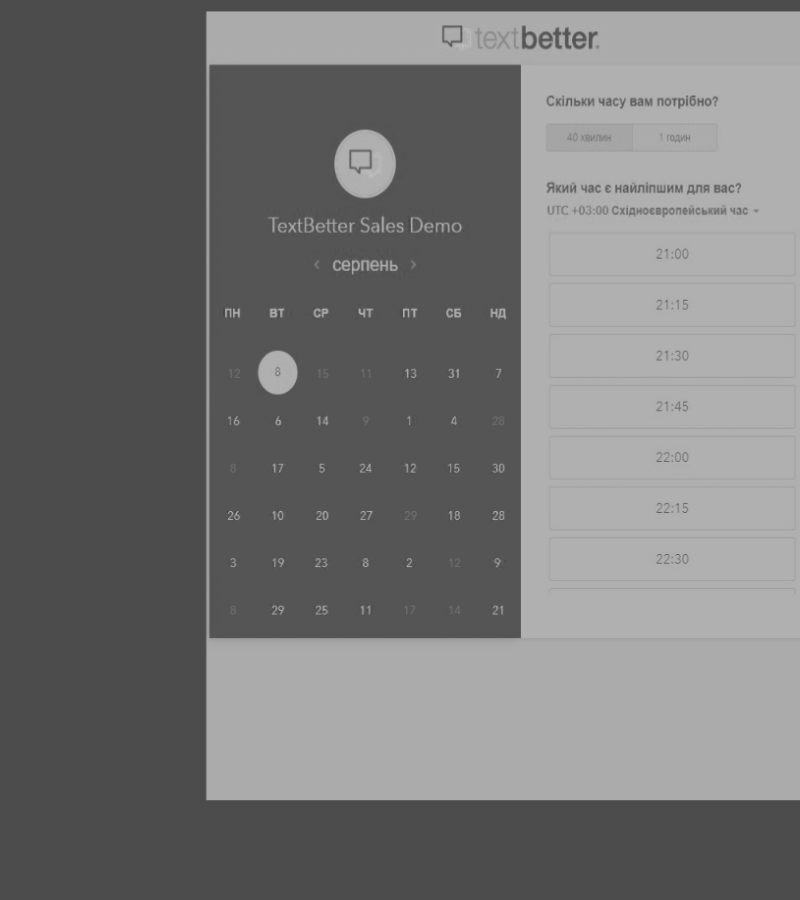 textbetter.
Скільки часу вам потрібно?
40 хвилин 1 годин
TextBetter Sales Demo
‹ серпень ›
ПН ВТ СР ЧТ ПТ СБ НД
12 8 15 11 13 31 7
16 6 14 9 1 4 28
8 17 5 24 12 15 30
26 10 20 27 29 18 28
3 19 23 8 2 12 9
8 29 25 11 17 14 21
Який час є найліпшим для вас?
UTC +03:00 Східноєвропейський час
21:00
21:15
21:30
21:45
22:00
22:15
22:30